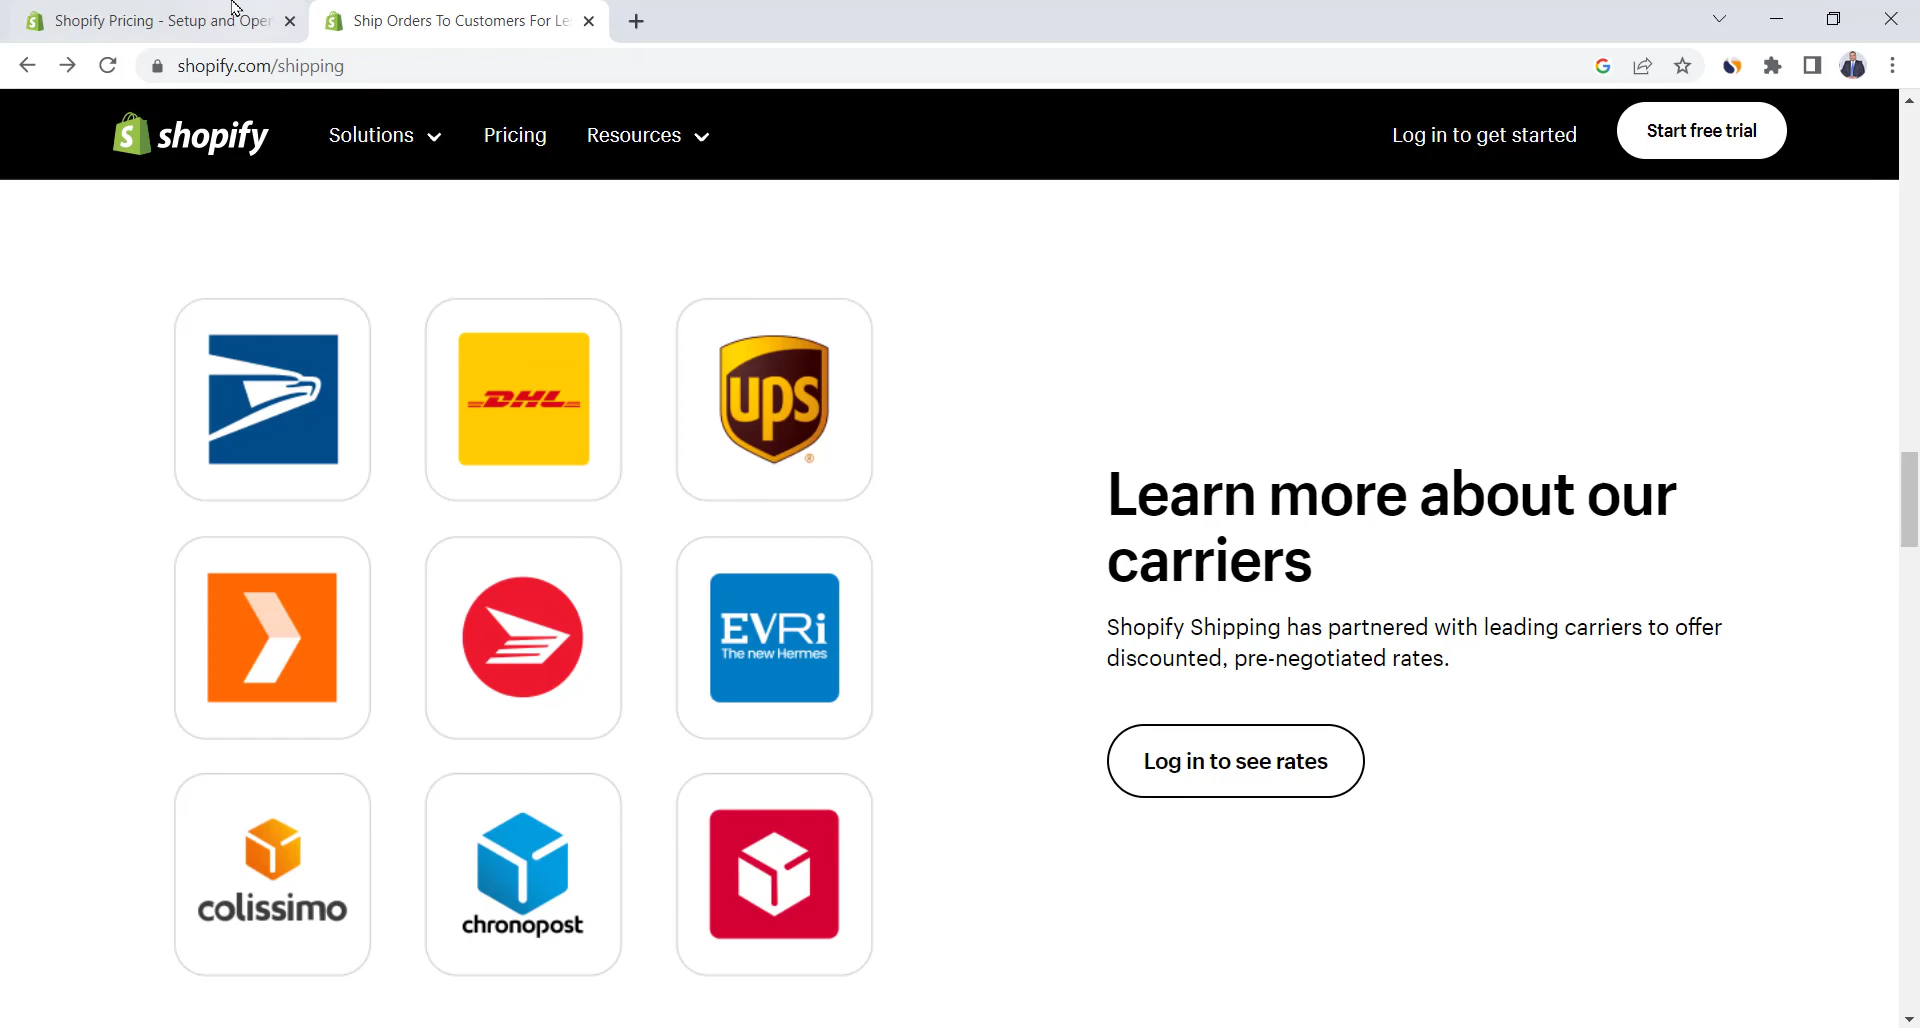 Shopify Pricing - Setup and Open
Ship Orders To Customers For Le
shopify.com/shipping
shopify
Solutions
Pricing
Resources
Log in to get started
Start free trial
DHL
ups
EVRi
The new Hermes
colissimo
chronopost
Learn more about our
carriers
Shopify Shipping has partnered with leading carriers to offer
discounted, pre-negotiated rates.
Log in to see rates